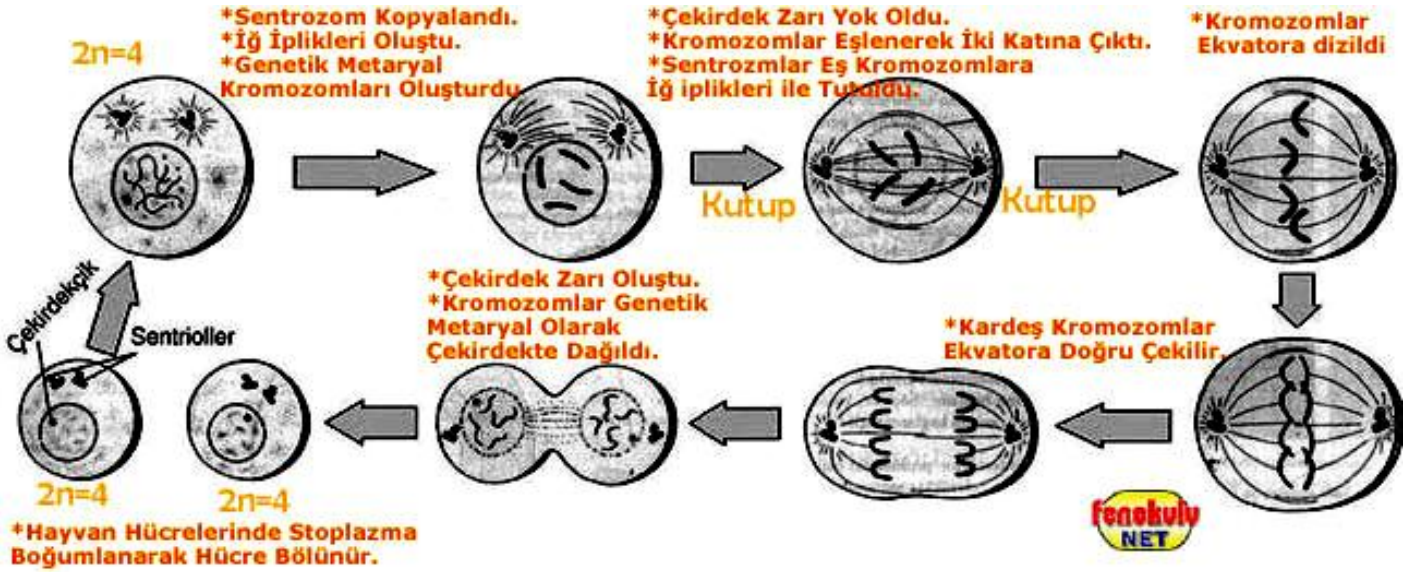 2n=4
*Sentrozom Kopyalandı.
*İğ İplikleri Oluştu.
*Genetik Metaryal
Kromozomları Oluşturdu
*Çekirdek Zarı Yok Oldu.
*Kromozomlar Eşlenerek İki Katına Çıktı.
*Sentrozmlar Eş Kromozomlara
İğ iplikleri ile Tutuldu.
*Kromozomlar
Ekvatora dizildi
Kutup
Kutup
*Kardeş Kromozomlar
Ekvatora Doğru Çekilir.
*Çekirdek Zarı Oluştu.
*Kromozomlar Genetik
Metaryal Olarak
Çekirdekte Dağıldı.
Çekirdekçik
Sentrioller
2n=4
2n=4
*Hayvan Hücrelerinde Stoplazma
Boğumlanarak Hücre Bölünür.
fenokulu
NET